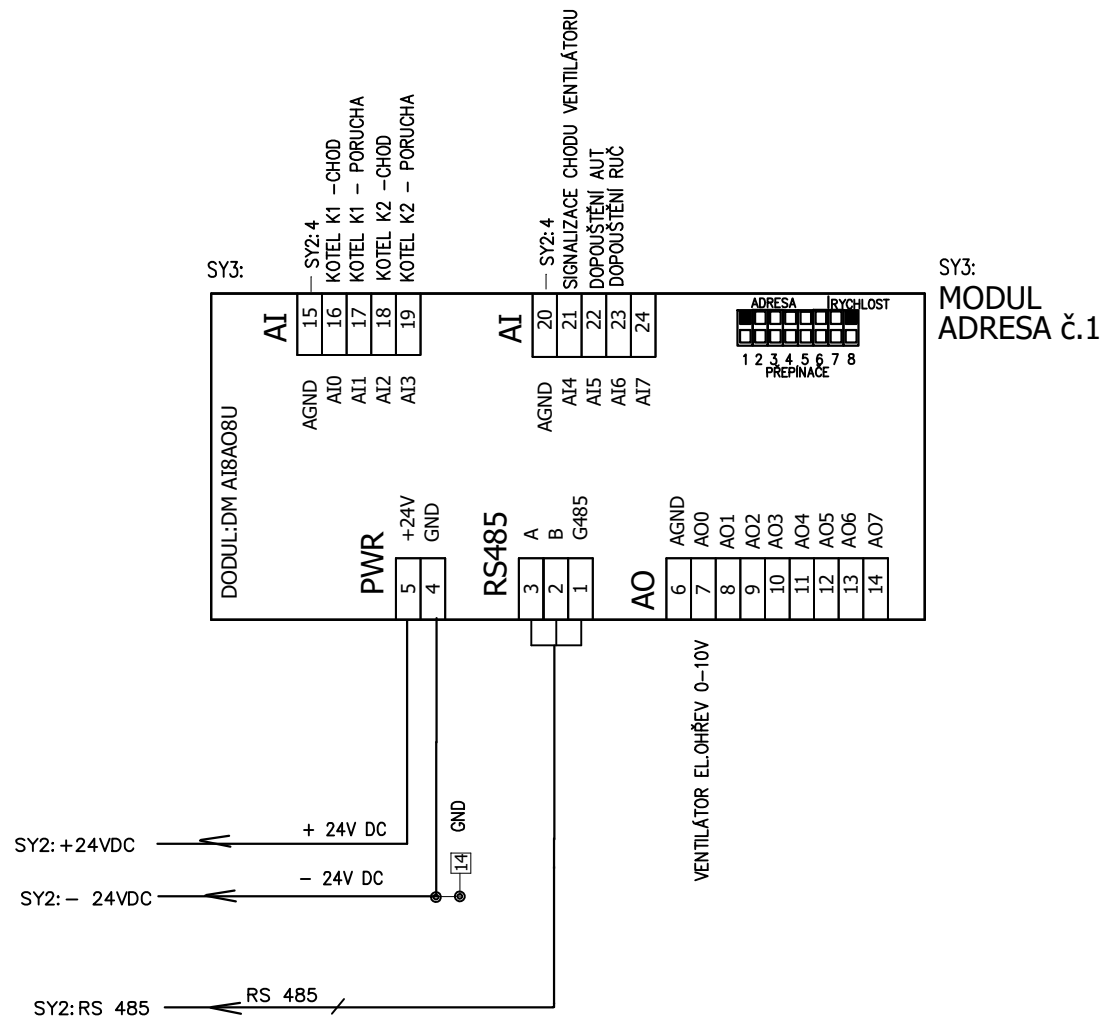 SY3:
— SY2:4
KOTEL K1 –CHOD
KOTEL K1 – PORUCHA
KOTEL K2 –CHOD
KOTEL K2 – PORUCHA
— SY2:4
SIGNALIZACE CHODU VENTILÁTORU
DOPOUŠTĚNÍ AUT
DOPOUŠTĚNÍ RUČ
SY3:
MODUL
ADRESA č.1
AI
15
16
17
18
19
AGND
AI0
AI1
AI2
AI3
AI
20
21
22
23
24
AGND
AI4
AI5
AI6
AI7
ADRESA
RYCHLOST
1 2 3 4 5 6 7 8
PŘEPÍNAČE
DODUL:DM AI8AO8U
PWR
+24V
GND
5
4
RS485
A
B
G485
3
2
1
AO
AGND
AO0
AO1
AO2
AO3
AO4
AO5
AO6
AO7
6
7
8
9
10
11
12
13
14
VENTILÁTOR EL.OHŘEV 0–10V
SY2:+24VDC
+ 24V DC
GND
14
SY2:– 24VDC
– 24V DC
SY2:RS 485
RS 485